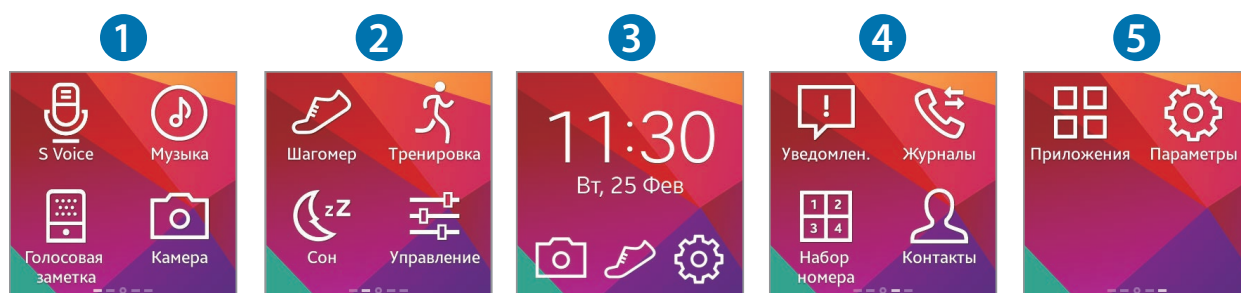 1
2
3
4
5
S Voice
Музыка
Голосовая
заметка
Камера
Шагомер
Тренировка
zZ
Сон
Управление
11:30
Вт, 25 Фев
!
Уведомлен.
Журналы
1 2
3 4
Набор
номера
Контакты
Приложения
Параметры